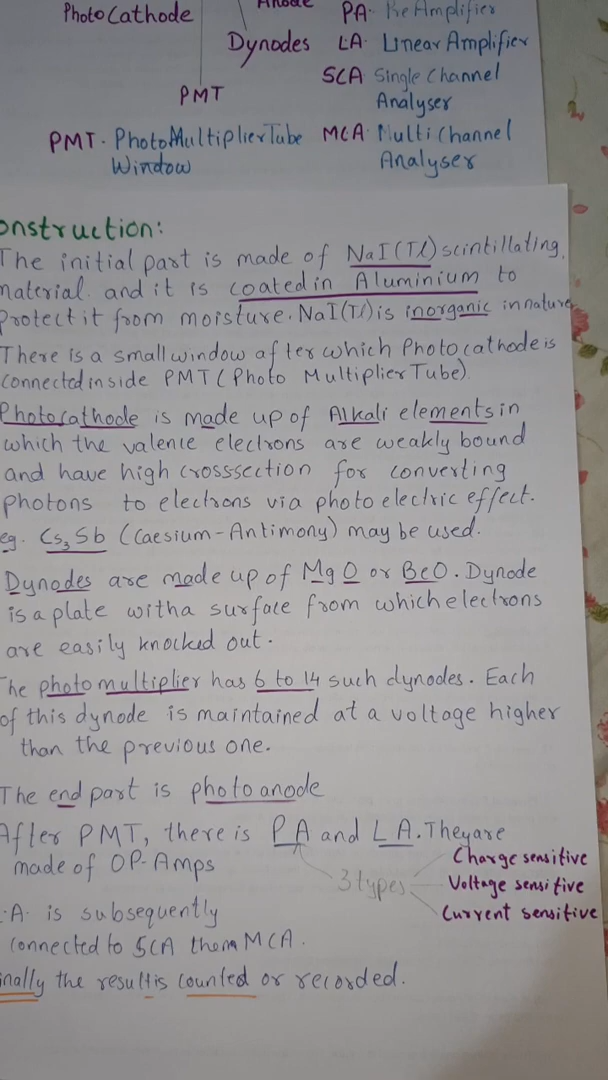 Anode
PhotoCathode
Dynodes
PMT
PMT - PhotoMultiplierTube
Window
PA - PreAmplifier
LA - Linear Amplifier
SCA Single Channel
Analyser
MCA - MultiChannel
Analyser
onstruction:
The initial part is made of NaI(Tl) scintillating
material and it is coated in Aluminium to
Protect it from moisture. NaI(Tl) is inorganic in nature
There is a small window after which Photocathode is
connected inside PMT (Photo Multiplier Tube)
Photocathode is made up of Alkali elements in
which the valence electrons are weakly bound
and have high crosssection for converting
photons to electrons via photoelectric effect.
eg. Cs3Sb (Caesium-Antimony) may be used.
Dynodes are made up of MgO or BeO. Dynode
is a plate with a surface from which electrons
are easily knocked out.
The photomultiplier has 6 to 14 such dynodes. Each
of this dynode is maintained at a voltage higher
than the previous one.
The end part is photoanode
After PMT, there is PA and LA. They are
made of OP-Amps
3 types
Charge sensitive
Voltage sensitive
Current sensitive
LA is subsequently
connected to SCA then MCA.
inally the result is counted or recorded.